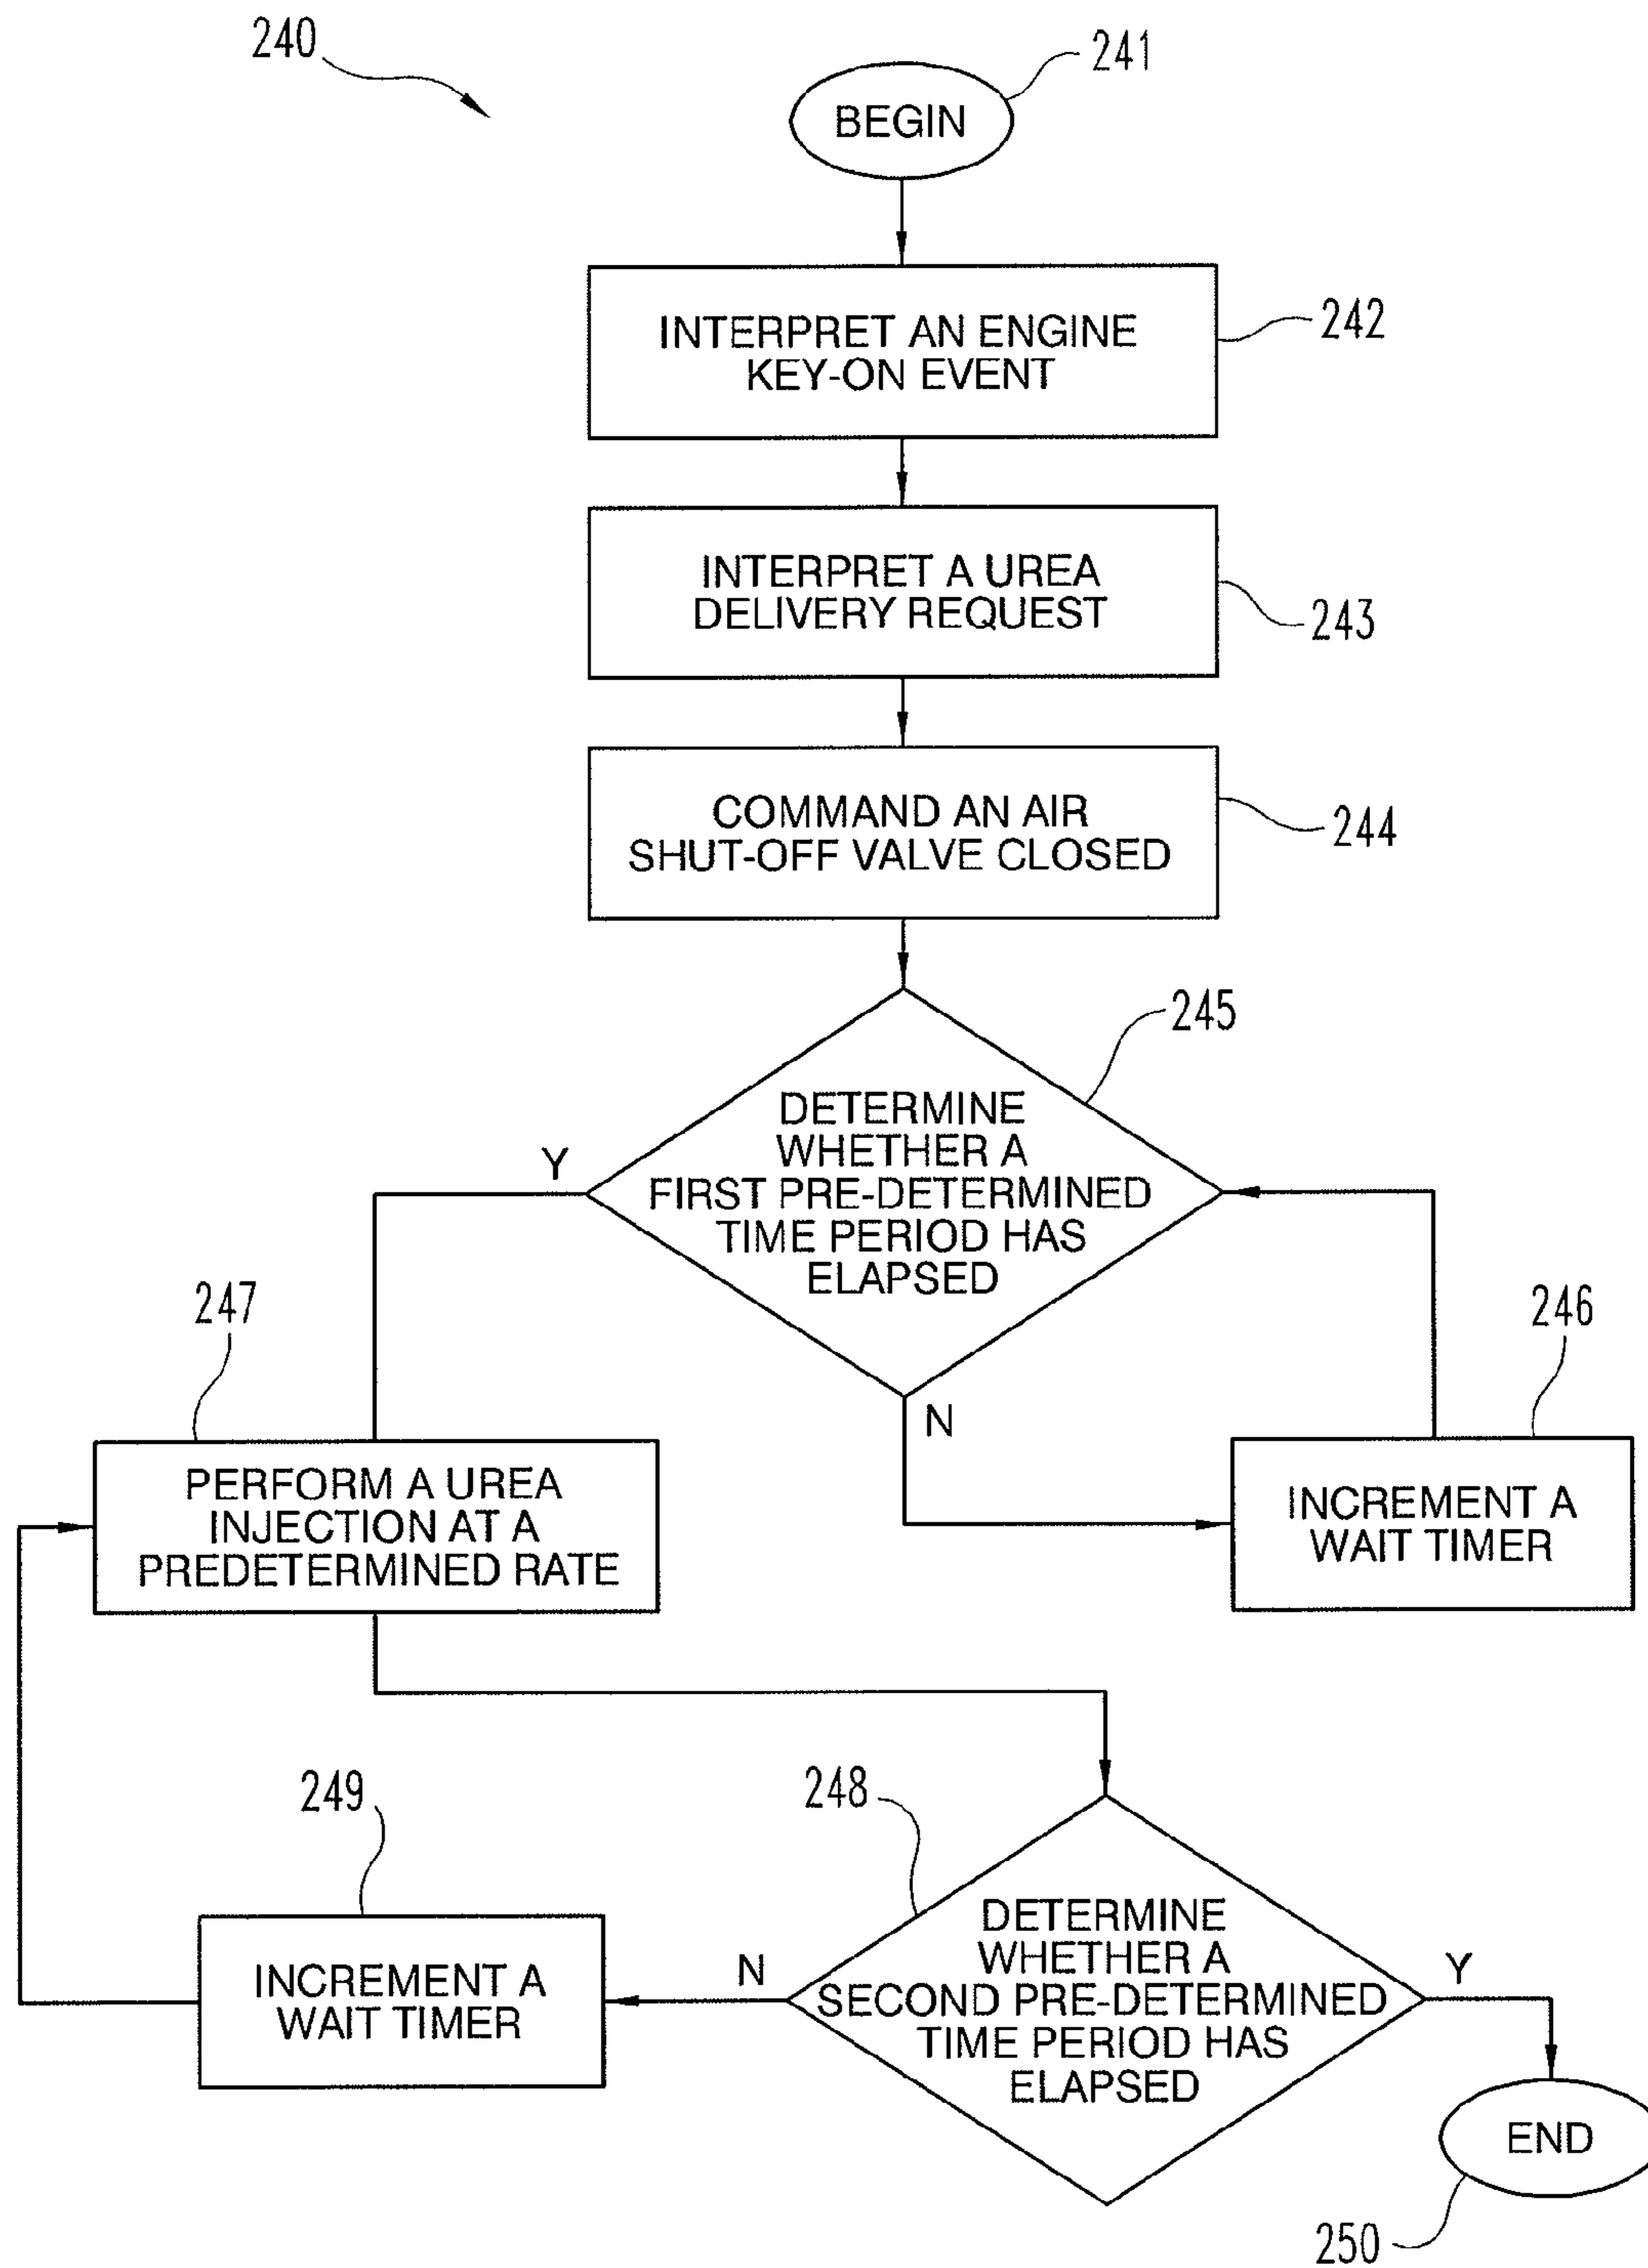 240
241
BEGIN
INTERPRET AN ENGINE
KEY-ON EVENT
242
INTERPRET A UREA
DELIVERY REQUEST
243
COMMAND AN AIR
SHUT-OFF VALVE CLOSED
244
245
DETERMINE
WHETHER A
FIRST PRE-DETERMINED
TIME PERIOD HAS
ELAPSED
Y
N
247
246
PERFORM A UREA
INJECTION AT A
PREDETERMINED RATE
INCREMENT A
WAIT TIMER
249
248
INCREMENT A
WAIT TIMER
N
DETERMINE
WHETHER A
SECOND PRE-DETERMINED
TIME PERIOD HAS
ELAPSED
Y
END
250